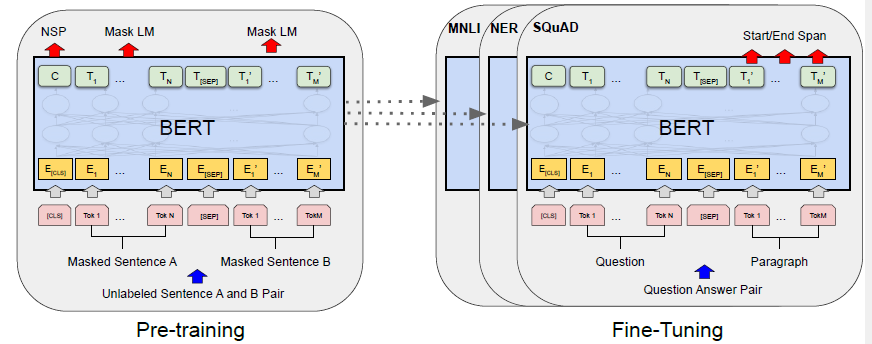 NSP Mask LM Mask LM
C T1 ... TN T[SEP] T1' ... TM'
BERT
E[CLS] E1 ... EN E[SEP] E1' ... EM'
[CLS] Tok 1 ... Tok N [SEP] Tok 1 ... TokM
Masked Sentence A Masked Sentence B
Unlabeled Sentence A and B Pair
Pre-training
MNLI NER SQuAD
Start/End Span
C T1 ... TN T[SEP] T1' ... TM'
BERT
E[CLS] E1 ... EN E[SEP] E1' ... EM'
[CLS] Tok 1 ... Tok N [SEP] Tok 1 ... TokM
Question Paragraph
Question Answer Pair
Fine-Tuning